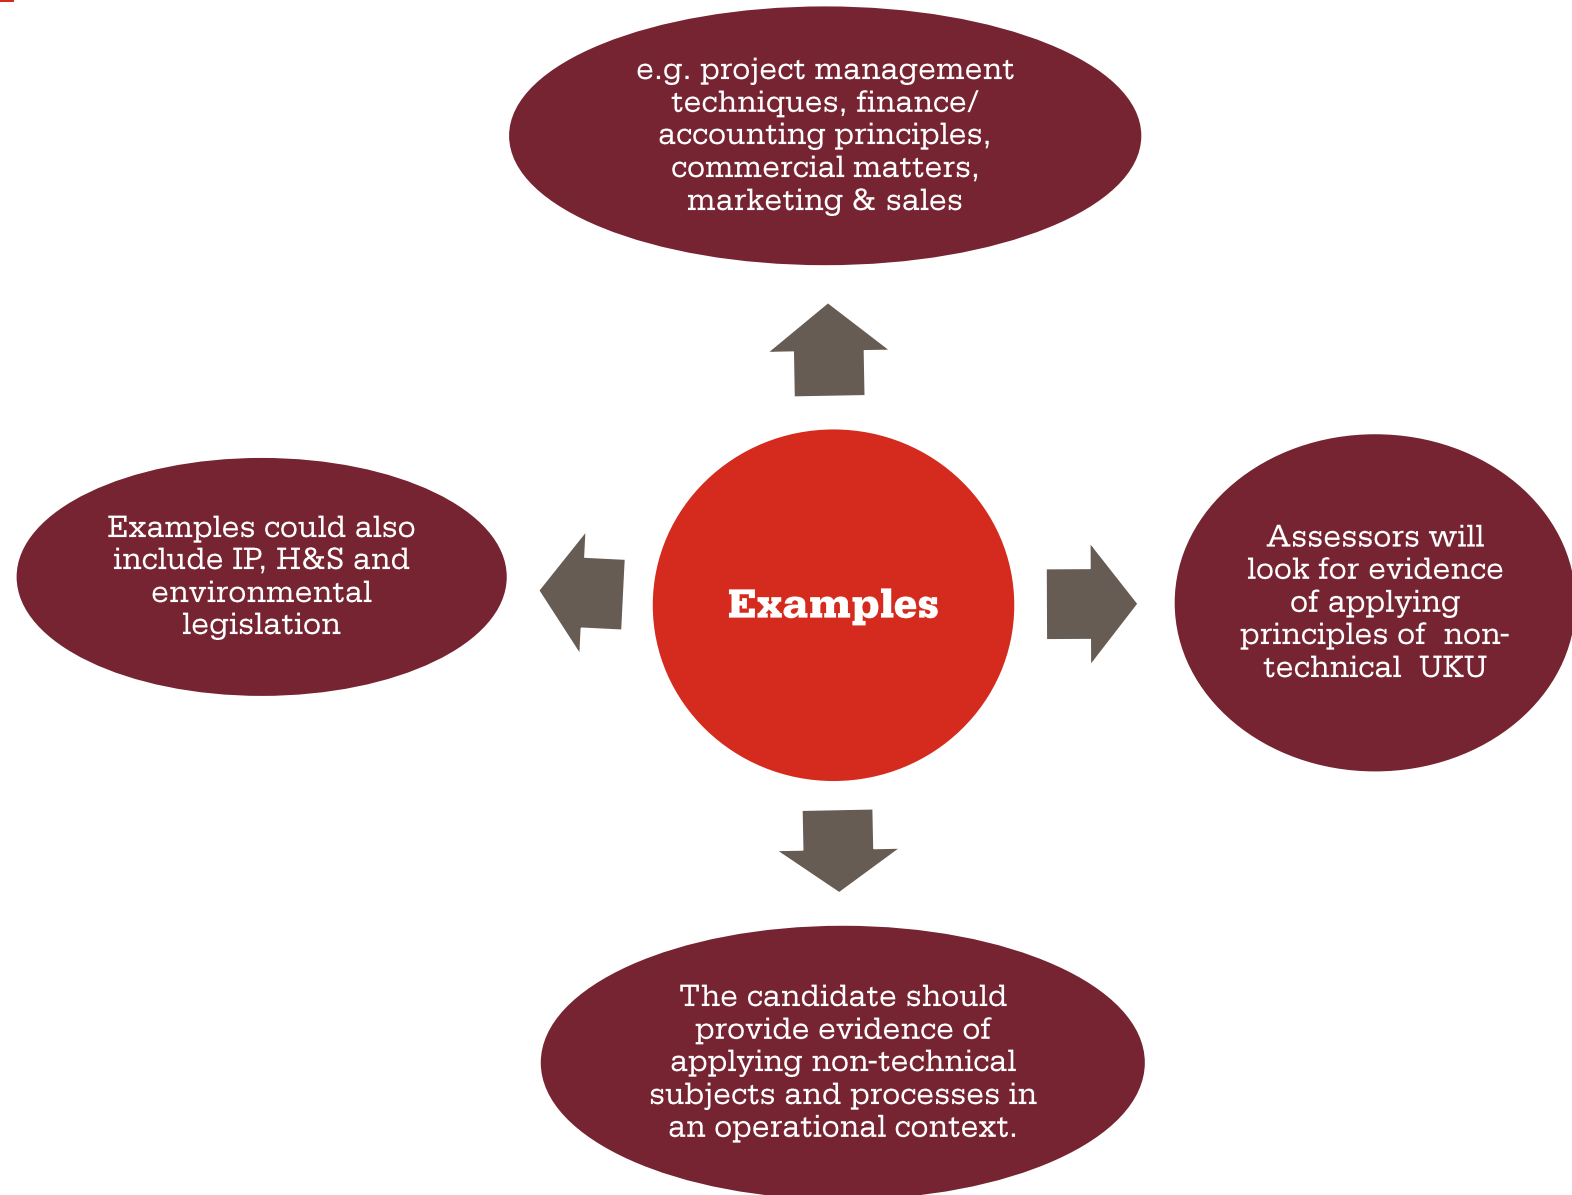 e.g. project management
techniques, finance/
accounting principles,
commercial matters,
marketing & sales
Examples could also
include IP, H&S and
environmental
legislation
Examples
Assessors will
look for evidence
of applying
principles of  non-
technical  UKU
The candidate should
provide evidence of
applying non-technical
subjects and processes in
an operational context.